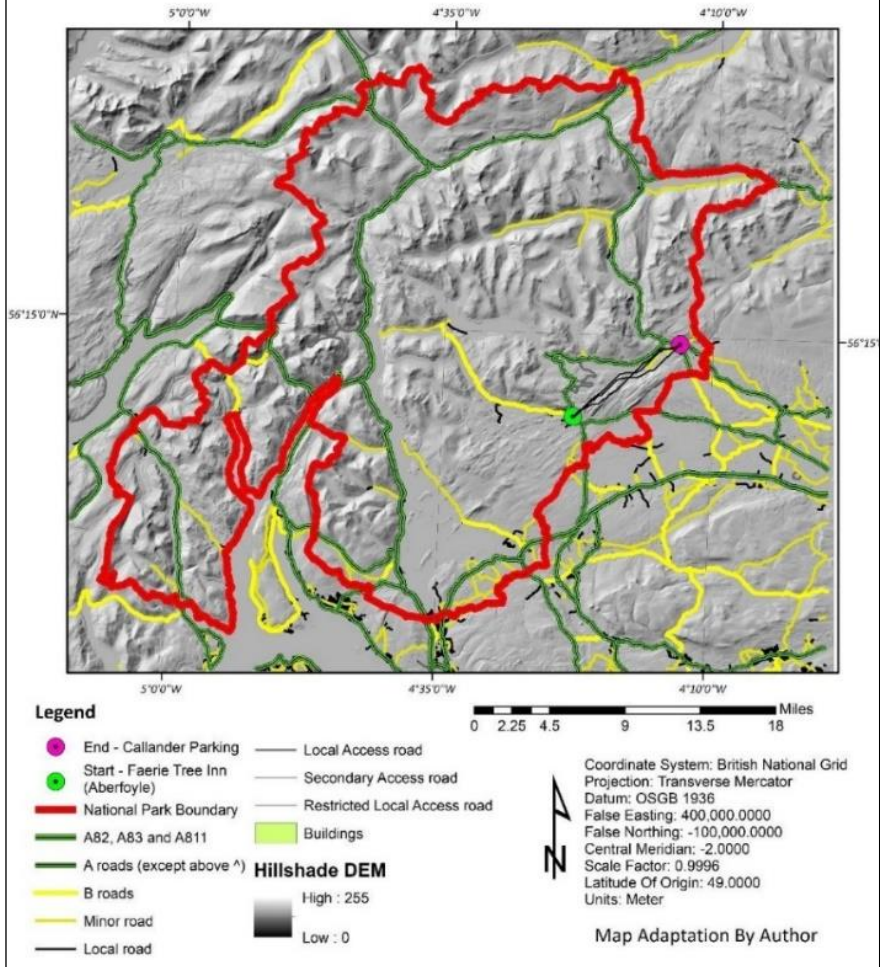 5°0'0"W 4°35'0"W 4°10'0"W
56°15'0"N
56°15'
5°0'0"W 4°35'0"W 4°10'0"W
Legend
End - Callander Parking
Start - Faerie Tree Inn
(Aberfoyle)
National Park Boundary
A82, A83 and A811
A roads (except above ^)
B roads
Minor road
Local road
Local Access road
Secondary Access road
Restricted Local Access road
Buildings
Hillshade DEM
High : 255
Low : 0
Miles
0 2.25 4.5 9 13.5 18
N
Coordinate System: British National Grid
Projection: Transverse Mercator
Datum: OSGB 1936
False Easting: 400,000.0000
False Northing: -100,000.0000
Central Meridian: -2.0000
Scale Factor: 0.9996
Latitude Of Origin: 49.0000
Units: Meter
Map Adaptation By Author